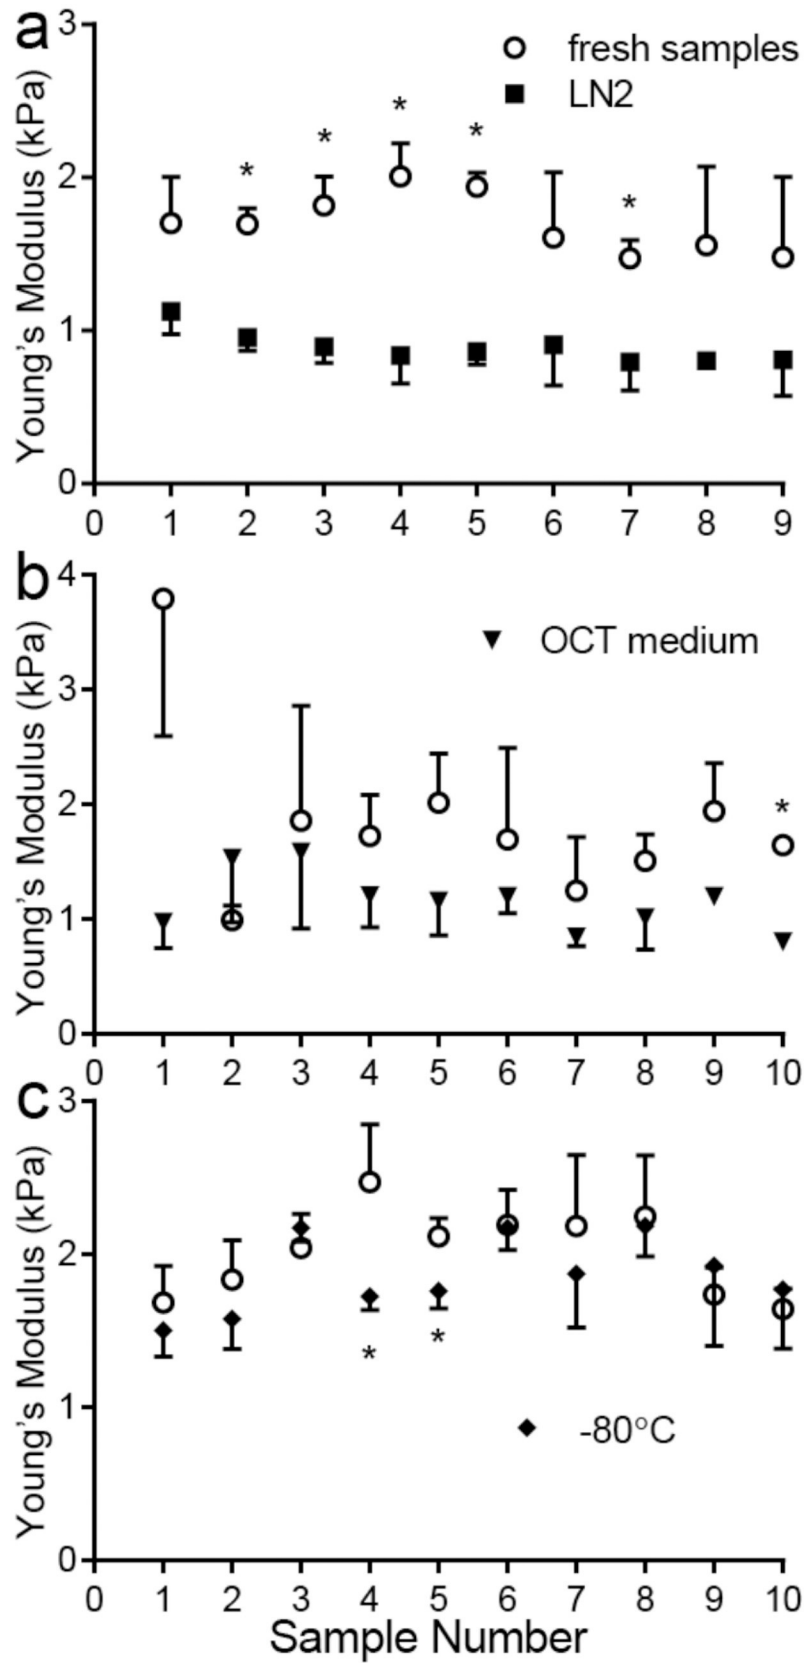 a
Young's Modulus (kPa)
3
2
1
0
fresh samples
LN2
* * * * *
0 1 2 3 4 5 6 7 8 9
b
Young's Modulus (kPa)
4
3
2
1
0
OCT medium
*
0 1 2 3 4 5 6 7 8 9 10
c
Young's Modulus (kPa)
3
2
1
0
* *
-80°C
0 1 2 3 4 5 6 7 8 9 10
Sample Number